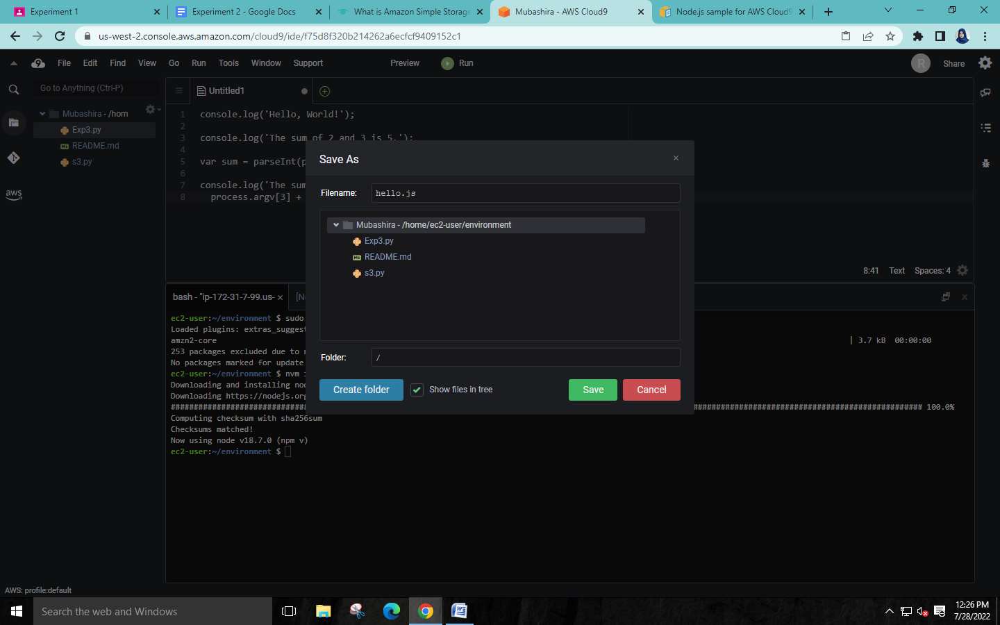 Experiment 1
Experiment 2 - Google Docs
What is Amazon Simple Storage
Mubashira - AWS Cloud9
Node.js sample for AWS Cloud9
us-west-2.console.aws.amazon.com/cloud9/ide/f75d8f320b214262a6ecfcf9409152c1
9 File Edit Find View Go Run Tools Window Support Preview Run R Share
Go to Anything (Ctrl-P)
Mubashira - /hom
Exp3.py
README.md
s3.py
aws
Untitled1
1 console.log('Hello, World!');
2
3 console.log('The sum of 2 and 3 is 5.');
4
5 var sum = parseInt(p
6
7 console.log('The sum
8 process.argv[3] +
8:41 Text Spaces: 4
Save As
Filename: hello.js
Mubashira - /home/ec2-user/environment
Exp3.py
README.md
s3.py
Folder: /
Create folder Show files in tree Save Cancel
bash - "ip-172-31-7-99.us-
ec2-user:~/environment $ sudo
Loaded plugins: extras_suggest
amzn2-core | 3.7 kB 00:00:00
253 packages excluded due to
No packages marked for update
ec2-user:~/environment $ nvm
Downloading and installing nod
Downloading https://nodejs.org
100.0%
Computing checksum with sha256sum
Checksums matched!
Now using node v18.7.0 (npm v)
ec2-user:~/environment $
AWS: profile:default
Search the web and Windows
12:26 PM
7/28/2022